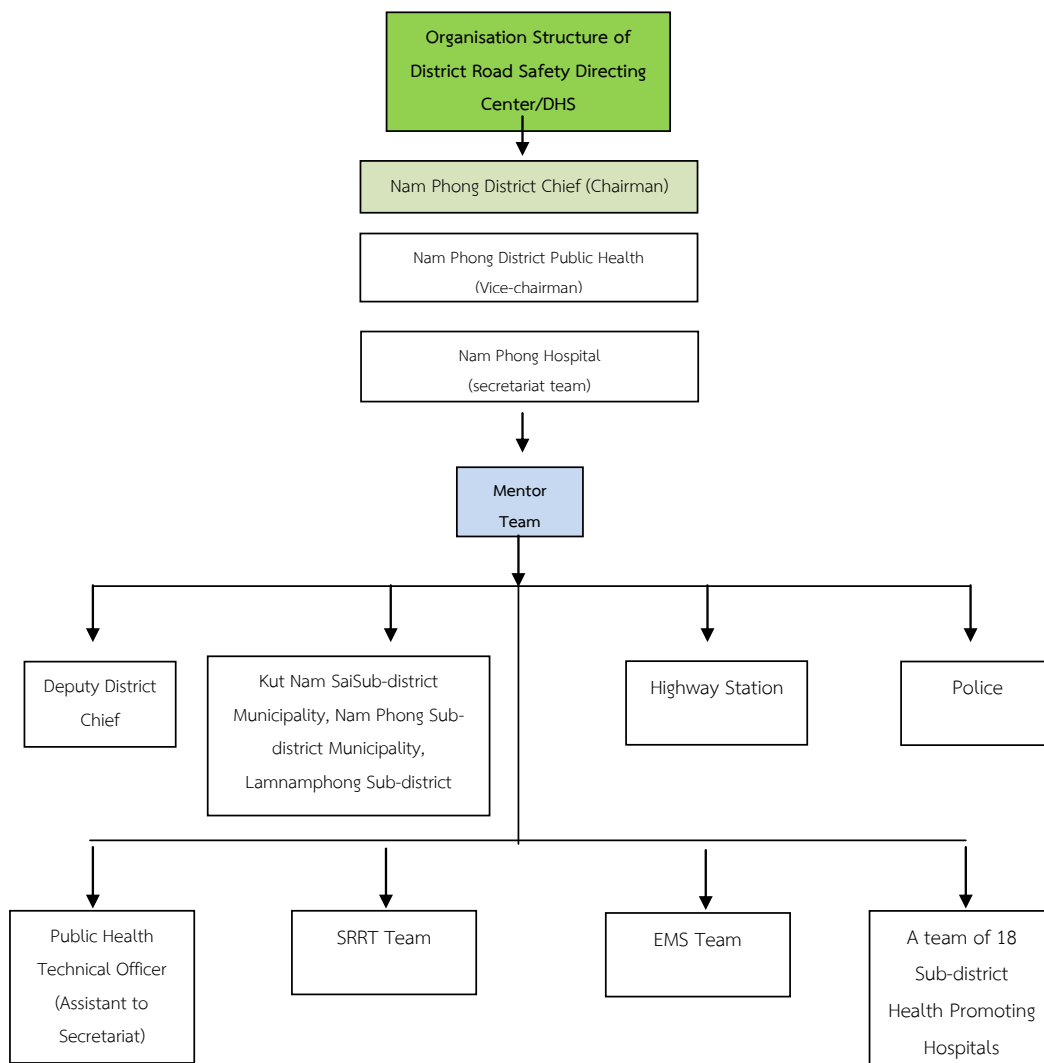 Organisation Structure of
District Road Safety Directing
Center/DHS
Nam Phong District Chief (Chairman)
Nam Phong District Public Health
(Vice-chairman)
Nam Phong Hospital
(secretariat team)
Mentor
Team
Deputy District
Chief
Kut Nam SaiSub-district
Municipality, Nam Phong Sub-
district Municipality,
Lamnamphong Sub-district
Highway Station
Police
Public Health
Technical Officer
(Assistant to
Secretariat)
SRRT Team
EMS Team
A team of 18
Sub-district
Health Promoting
Hospitals